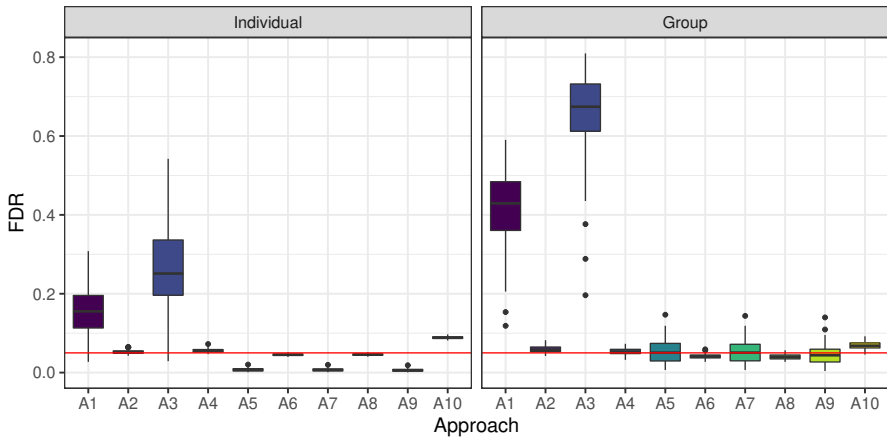 Individual
Group
FDR
0.8
0.6
0.4
0.2
0.0
A1 A2 A3 A4 A5 A6 A7 A8 A9 A10
A1 A2 A3 A4 A5 A6 A7 A8 A9 A10
Approach